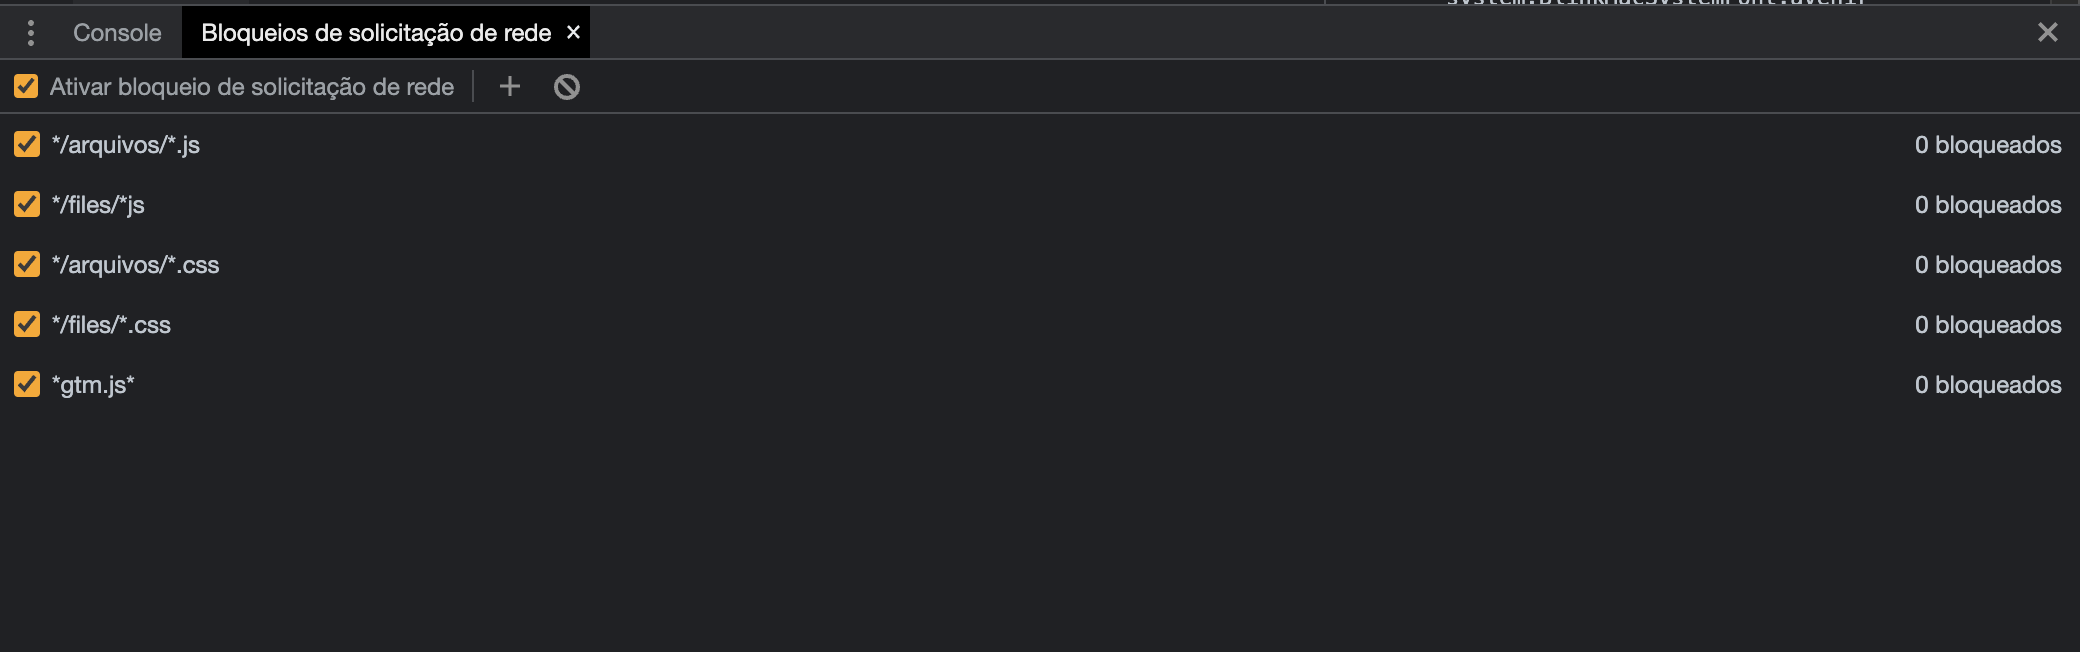 Console
Bloqueios de solicitação de rede
Ativar bloqueio de solicitação de rede
*/arquivos/*.js 0 bloqueados
*/files/*js 0 bloqueados
*/arquivos/*.css 0 bloqueados
*/files/*.css 0 bloqueados
*gtm.js* 0 bloqueados